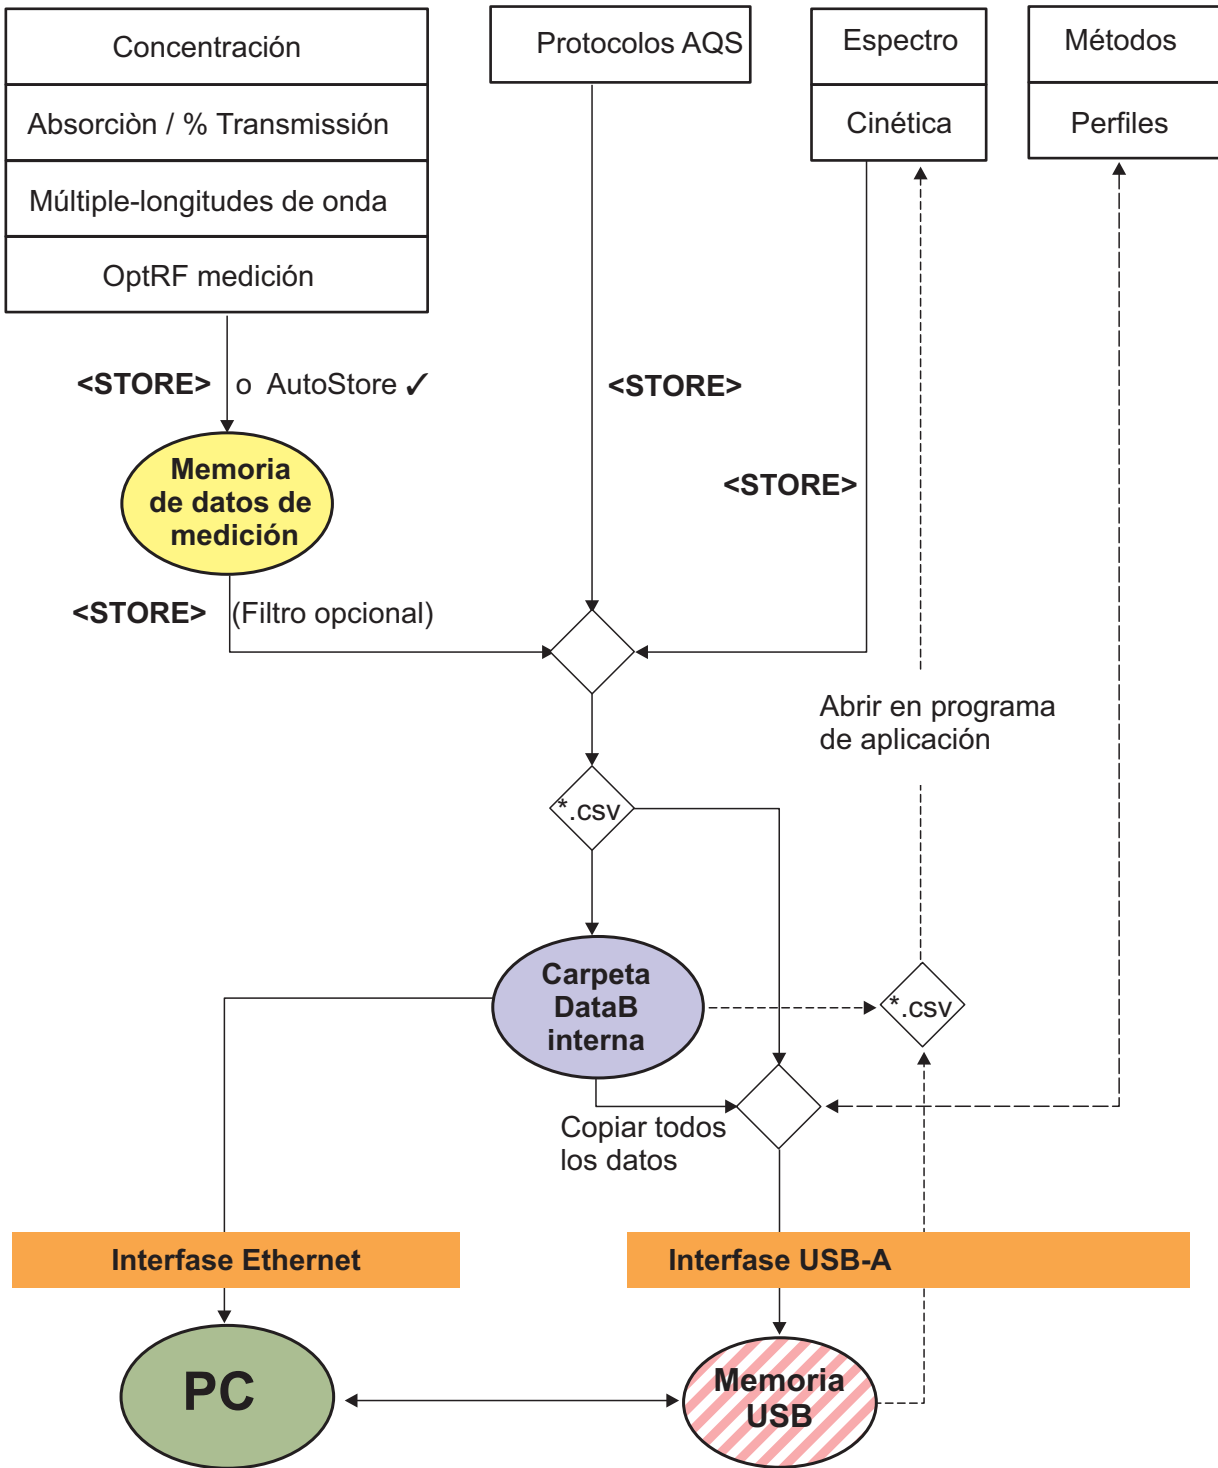 Concentración
Absorciòn / % Transmissión
Múltiple-longitudes de onda
OptRF medición
Protocolos AQS
Espectro
Cinética
Métodos
Perfiles
<STORE> o AutoStore ✓
<STORE>
<STORE>
Memoria
de datos de
medición
<STORE> (Filtro opcional)
Abrir en programa
de aplicación
*.csv
Carpeta
DataB
interna
*.csv
Copiar todos
los datos
Interfase Ethernet
Interfase USB-A
PC
Memoria
USB